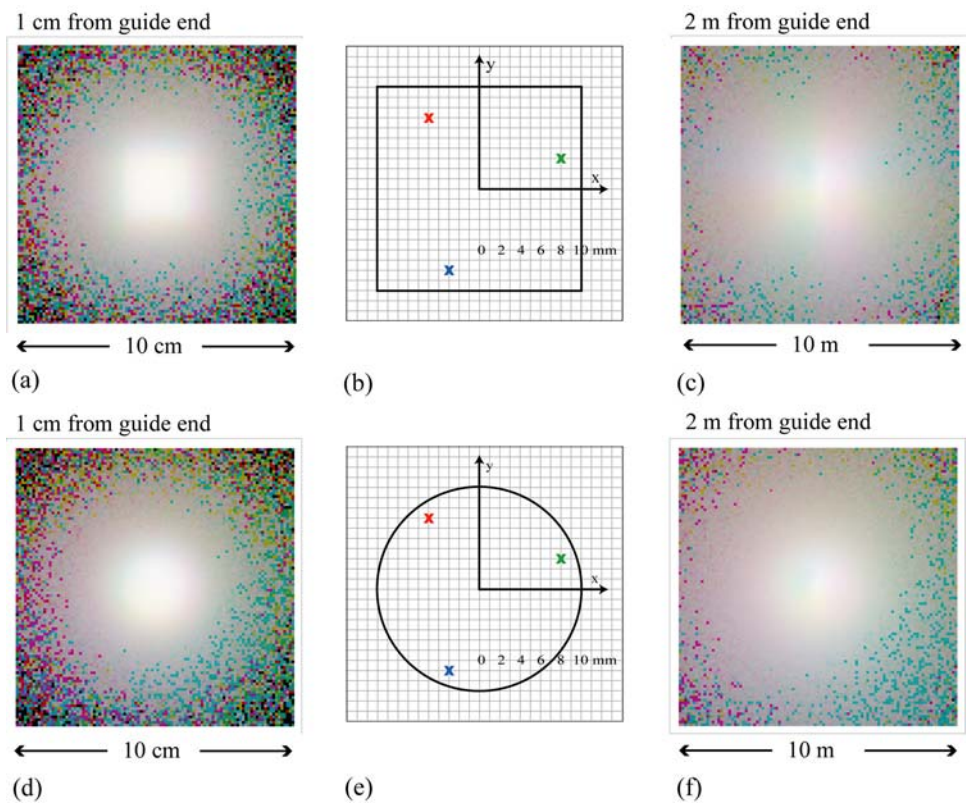 1 cm from guide end
2 m from guide end
y
x
0 2 4 6 8 10 mm
10 cm
10 m
(a)
(b)
(c)
1 cm from guide end
2 m from guide end
y
x
0 2 4 6 8 10 mm
10 cm
10 m
(d)
(e)
(f)